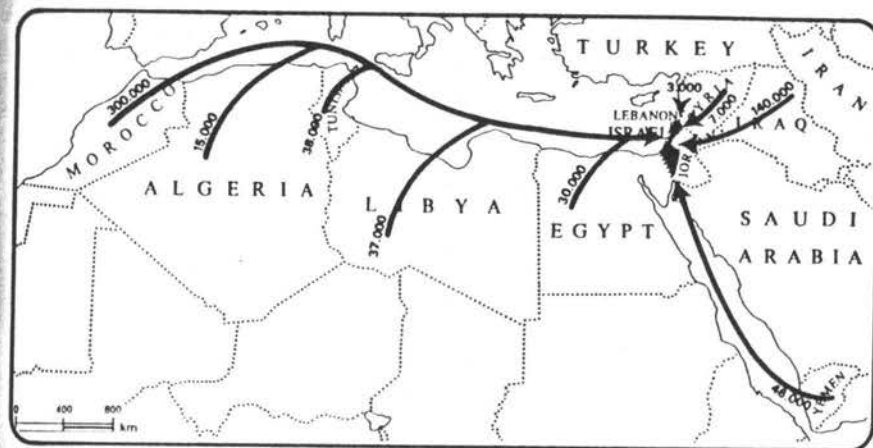 TURKEY
IRAN
3.000
SYRIA
7.000
140.000
LEBANON
ISRAEL
IRAQ
300.000
MOROCCO
15.000
38.000
TUNISIA
ALGERIA
LIBYA
37.000
30.000
EGYPT
SAUDI
ARABIA
48.000
YEMEN
0 400 800
km